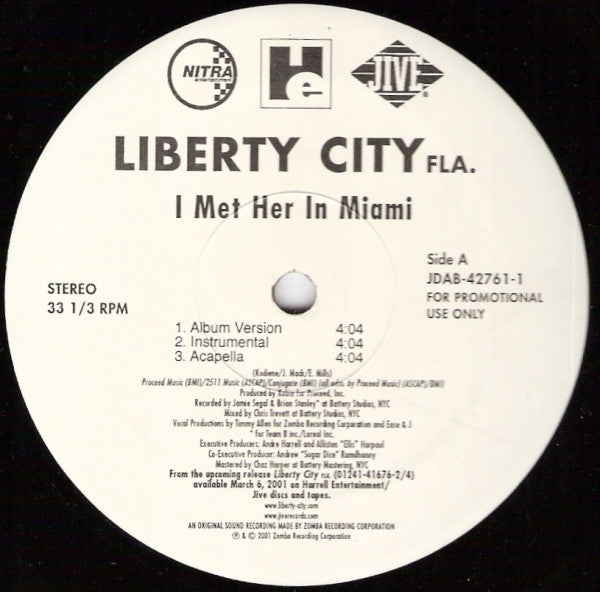 NITRA
entertainment
He
JIVE®
LIBERTY CITY FLA.
I Met Her In Miami
Side A
JDAB-42761-1
FOR PROMOTIONAL
USE ONLY
STEREO
33 1/3 RPM
1. Album Version 4:04
2. Instrumental 4:04
3. Acapella 4:04
(Kodiene/J. Mack/E. Mills)
Proceed Music (BMI)/2511 Music (ASCAP)/Conjugate (BMI) (all adm. by Proceed Music) (ASCAP)/BMI)
Produced by Kobie for Proceed, Inc.
Recorded by Jamie Segal & Brian Stanley* at Battery Studios, NYC
Mixed by Chris Trevett at Battery Studios, NYC
Vocal Productions by Timmy Allen for Zomba Recording Corporation and Ease & J
* for Team B inc./Loreal Inc.
Executive Producers: Andre Harrell and Alliston "Ellis" Harpaul
Co-Executive Producer: Andrew "Sugar Dice" Ramdhanny
Mastered by Chaz Harper at Battery Mastering, NYC
From the upcoming release Liberty City FLA. (01241-41676-2/4)
available March 6, 2001 on Harrell Entertainment/
Jive discs and tapes.
www.liberty-city.com
www.jiverecords.com
AN ORIGINAL SOUND RECORDING MADE BY ZOMBA RECORDING CORPORATION
℗ & © 2001 Zomba Recording Corporation